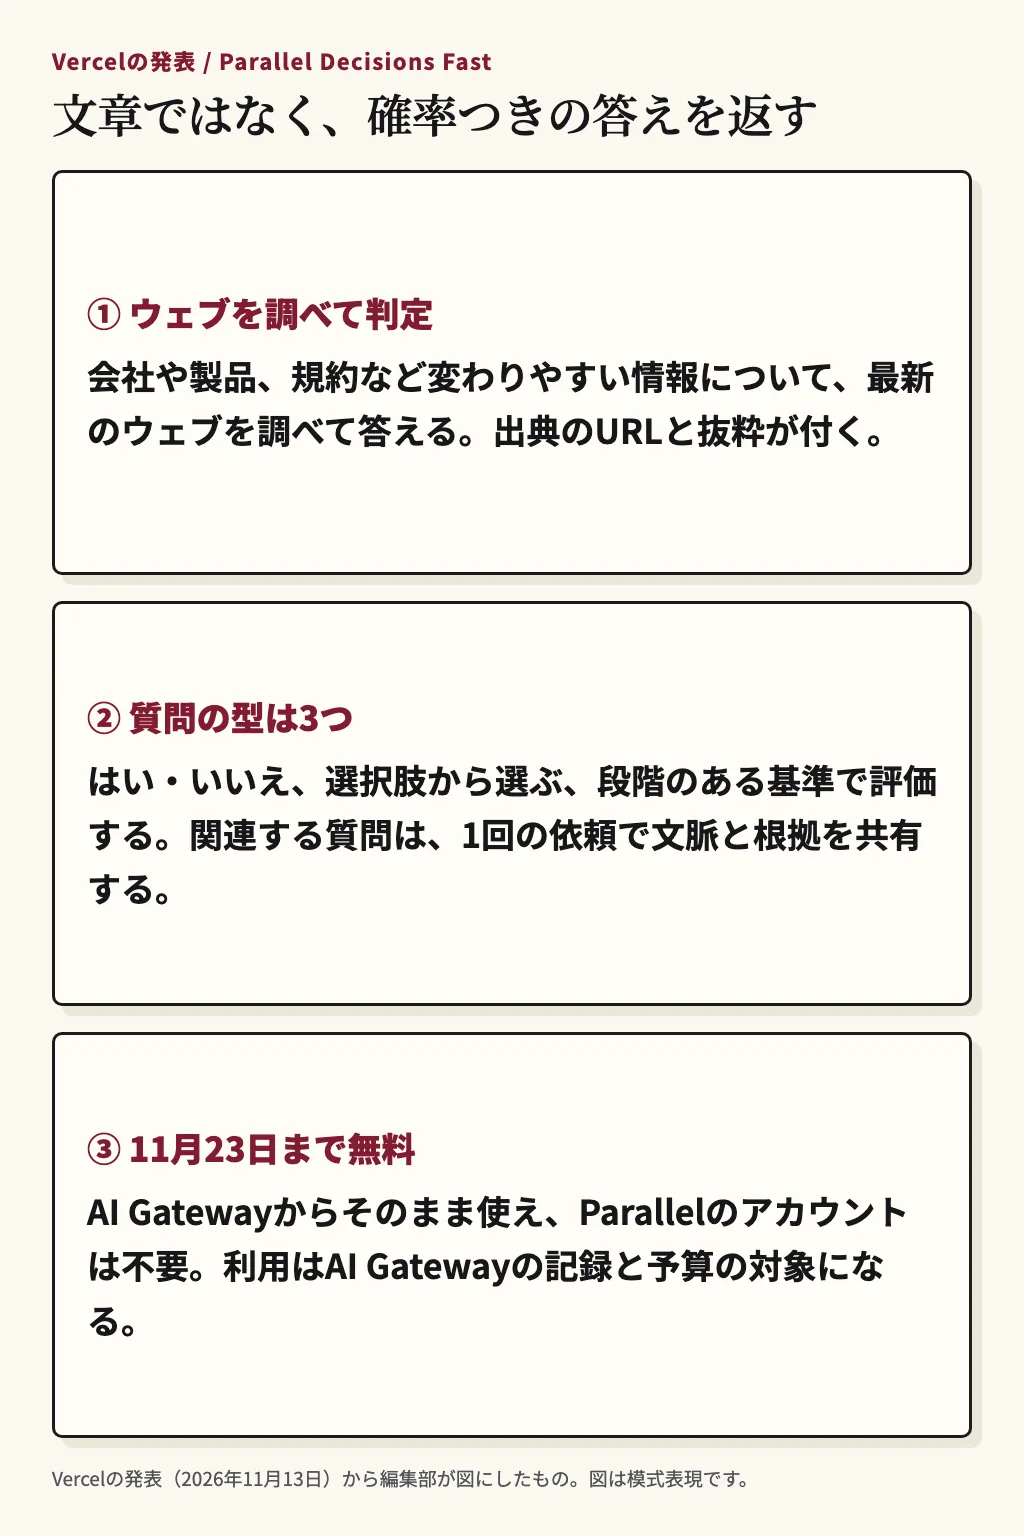 Vercelの発表 / Parallel Decisions Fast
文章ではなく、確率つきの答えを返す
① ウェブを調べて判定
会社や製品、規約など変わりやすい情報について、最新
のウェブを調べて答える。出典のURLと抜粋が付く。
② 質問の型は3つ
はい・いいえ、選択肢から選ぶ、段階のある基準で評価
する。関連する質問は、1回の依頼で文脈と根拠を共有
する。
③ 11月23日まで無料
AI Gatewayからそのまま使え、Parallelのアカウント
は不要。利用はAI Gatewayの記録と予算の対象にな
る。
Vercelの発表（2026年11月13日）から編集部が図にしたもの。図は模式表現です。